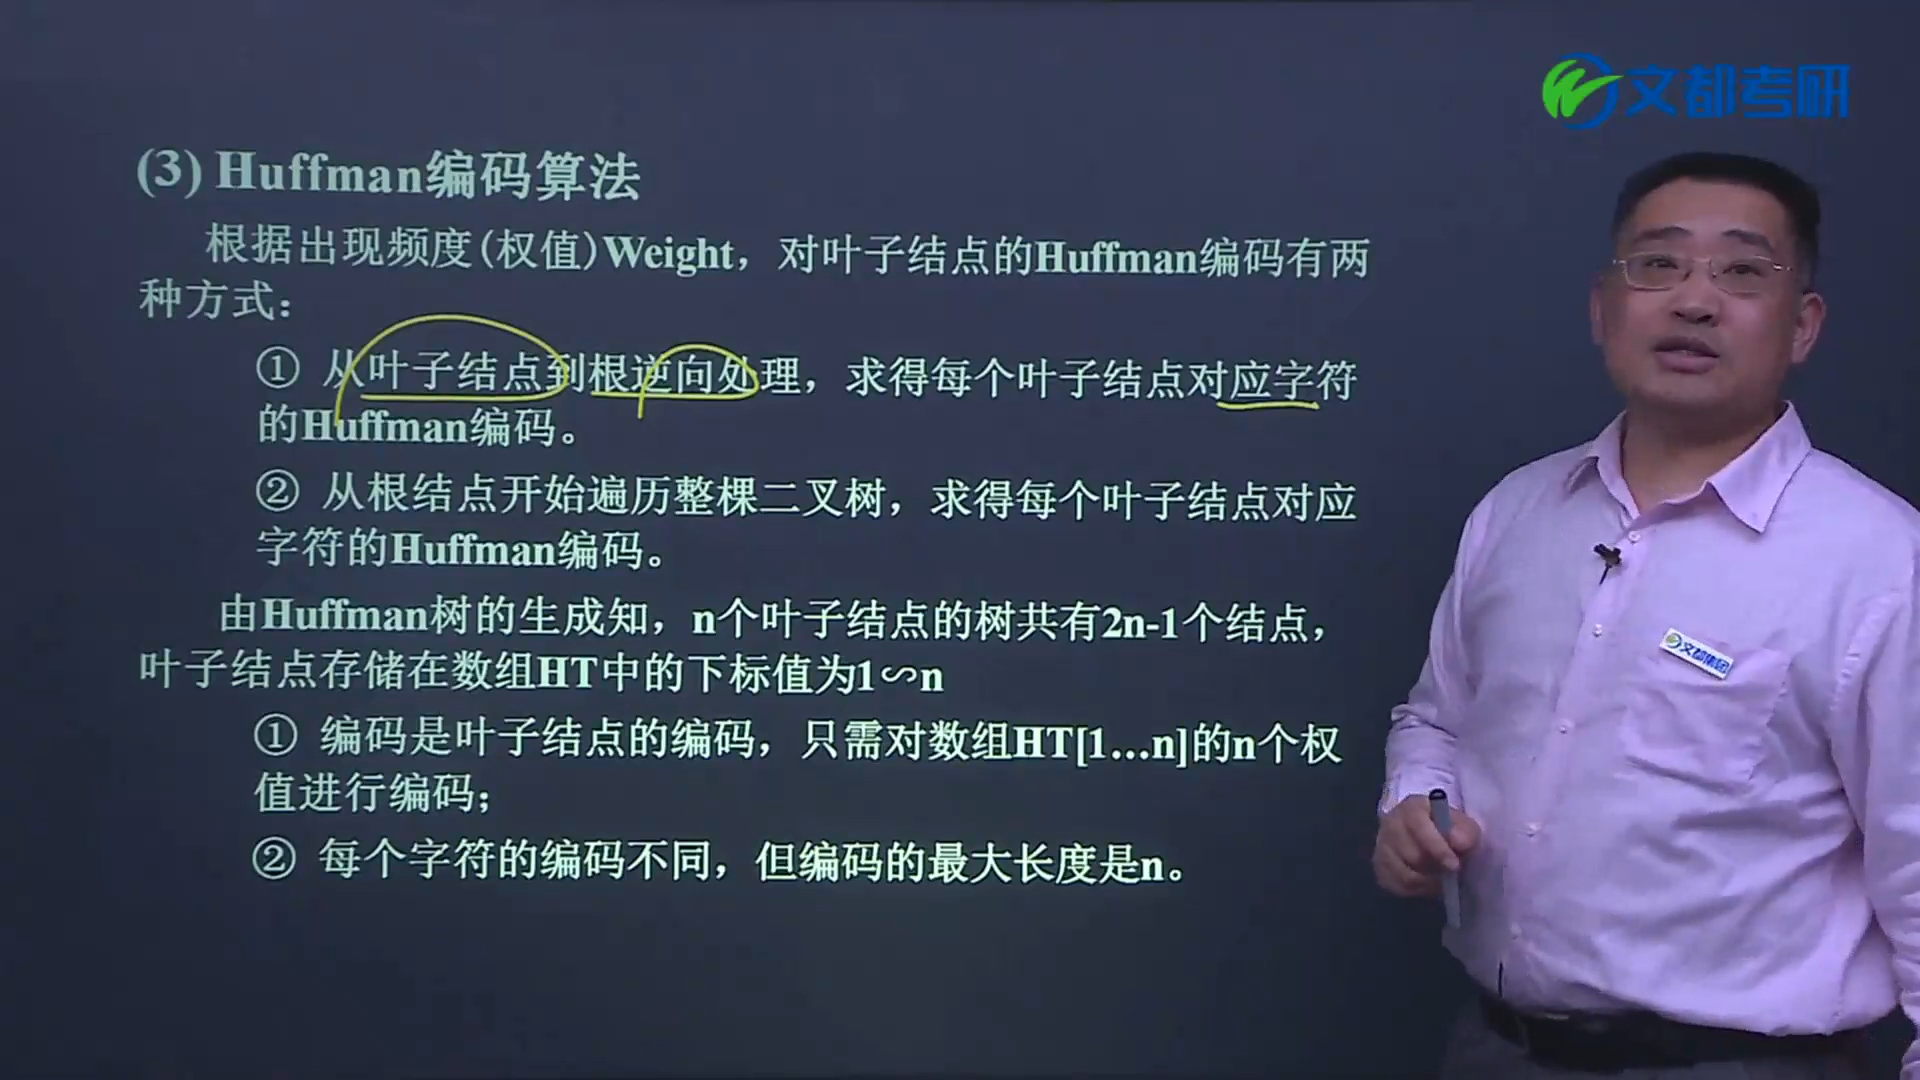 文都考研
(3) Huffman编码算法
根据出现频度(权值)Weight，对叶子结点的Huffman编码有两
种方式：
① 从叶子结点到根逆向处理，求得每个叶子结点对应字符
的Huffman编码。
② 从根结点开始遍历整棵二叉树，求得每个叶子结点对应
字符的Huffman编码。
由Huffman树的生成知，n个叶子结点的树共有2n-1个结点，
叶子结点存储在数组HT中的下标值为1∽n
① 编码是叶子结点的编码，只需对数组HT[1…n]的n个权
值进行编码；
② 每个字符的编码不同，但编码的最大长度是n。
文都集团